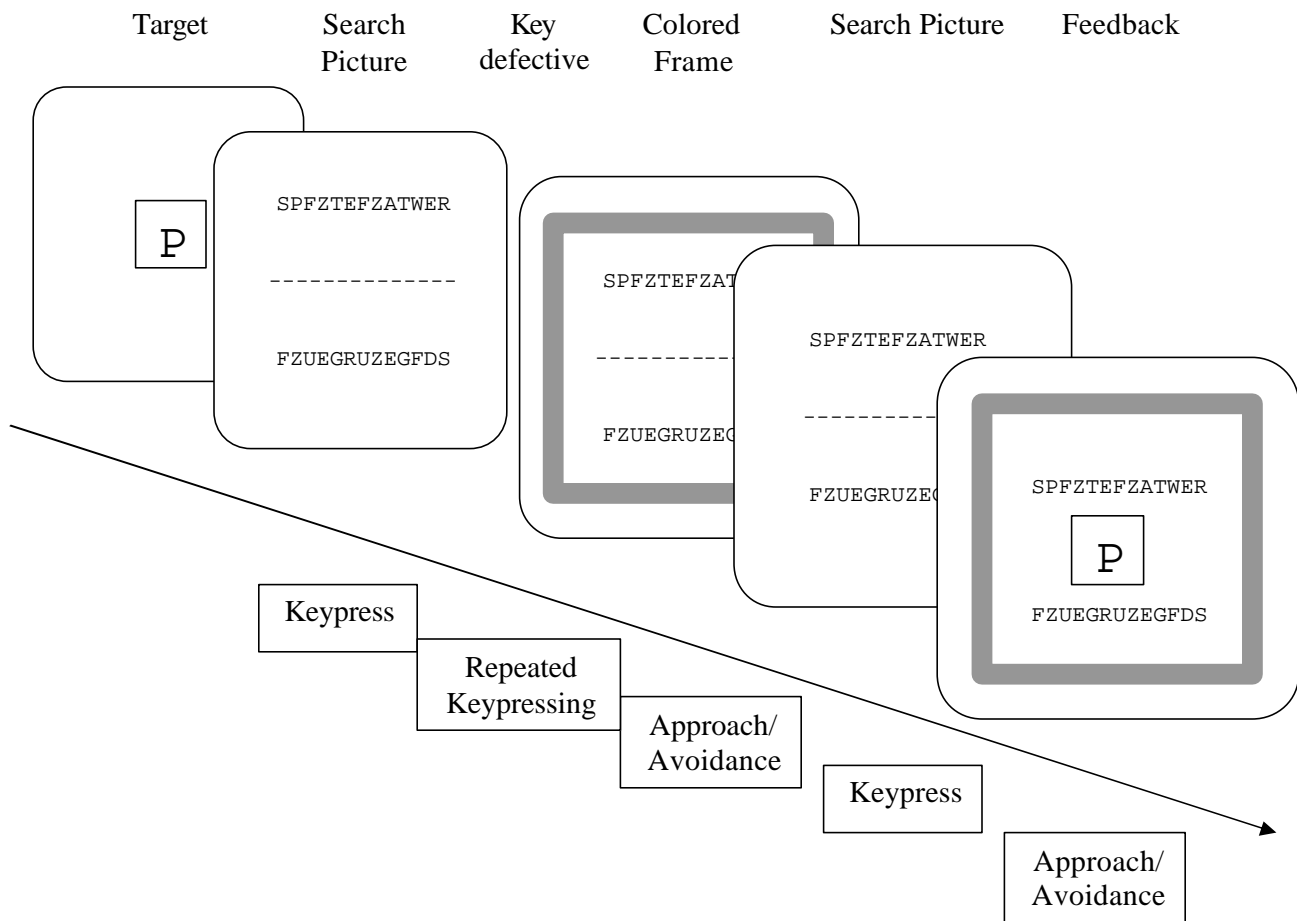 Target
Search
Picture
Key
defective
Colored
Frame
Search Picture
Feedback
P
SPFZTEFZATWER
--------------
FZUEGRUZEGFDS
SPFZTEFZAT
FZUEGRUZEG
SPFZTEFZATWER
FZUEGRUZEG
SPFZTEFZATWER
P
FZUEGRUZEGFDS
Keypress
Repeated
Keypressing
Approach/
Avoidance
Keypress
Approach/
Avoidance